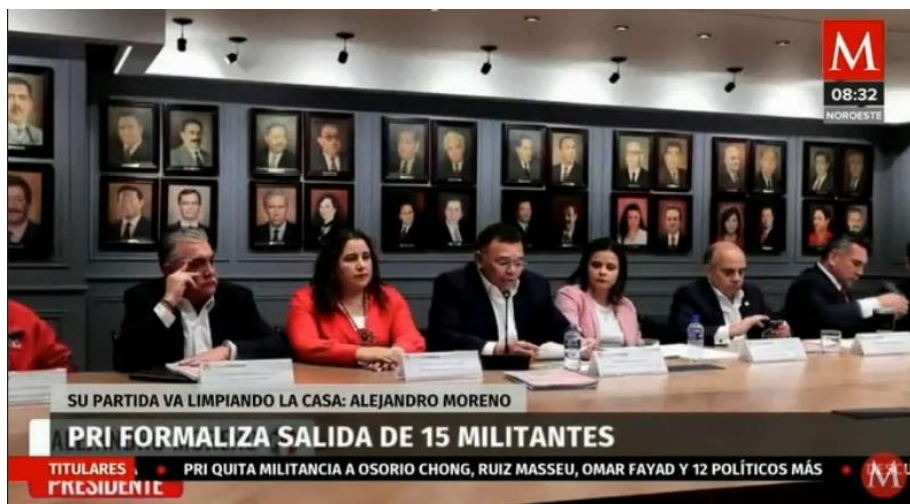 M
08:32
NOROESTE
SU PARTIDA VA LIMPIANDO LA CASA: ALEJANDRO MORENO
PRI FORMALIZA SALIDA DE 15 MILITANTES
TITULARES • PRI QUITA MILITANCIA A OSORIO CHONG, RUIZ MASSEU, OMAR FAYAD Y 12 POLÍTICOS MÁS •
M
PRESIDENTE